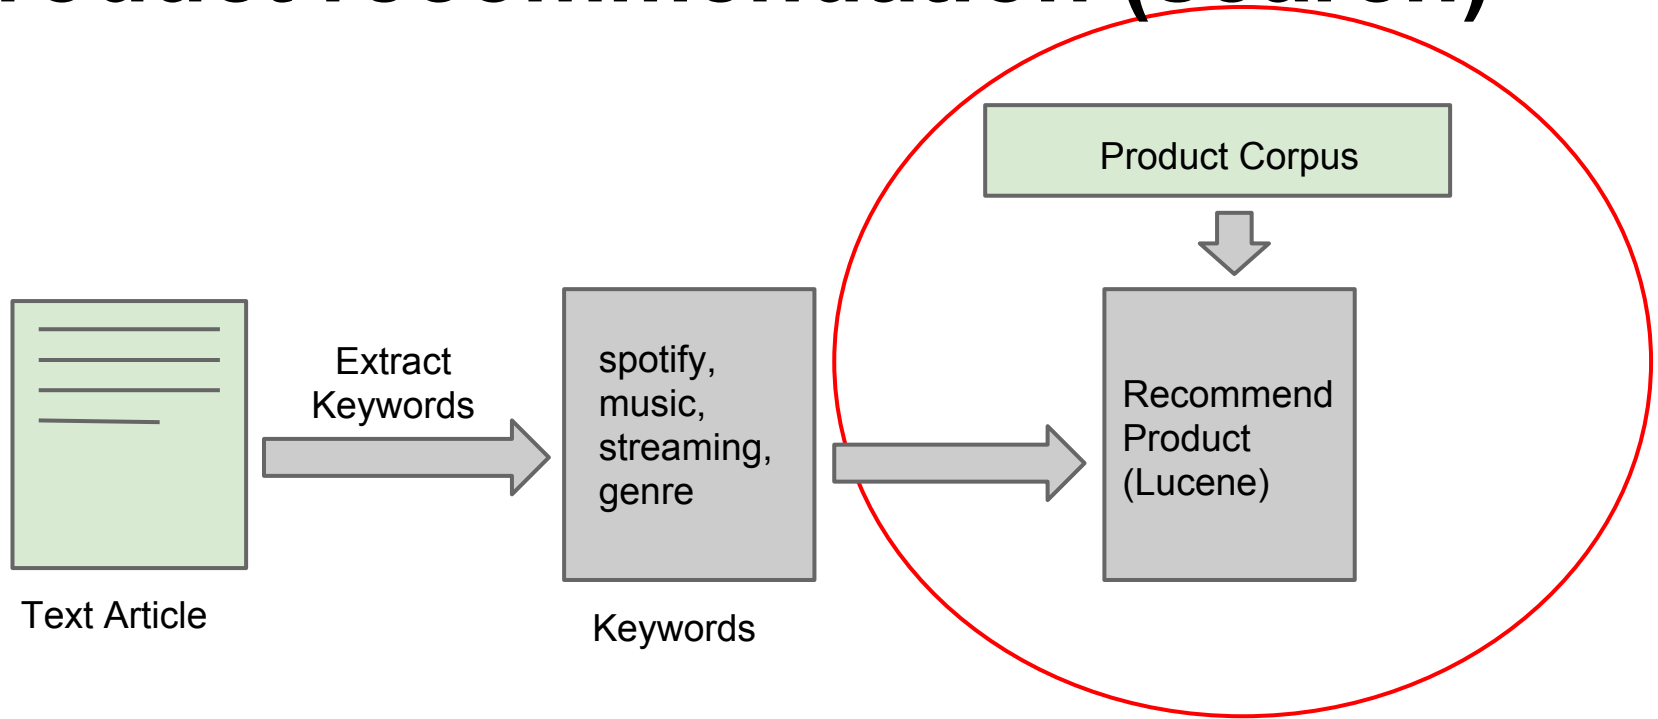 Product Corpus
Extract
Keywords
spotify,
music,
streaming,
genre
Recommend
Product
(Lucene)
Text Article
Keywords